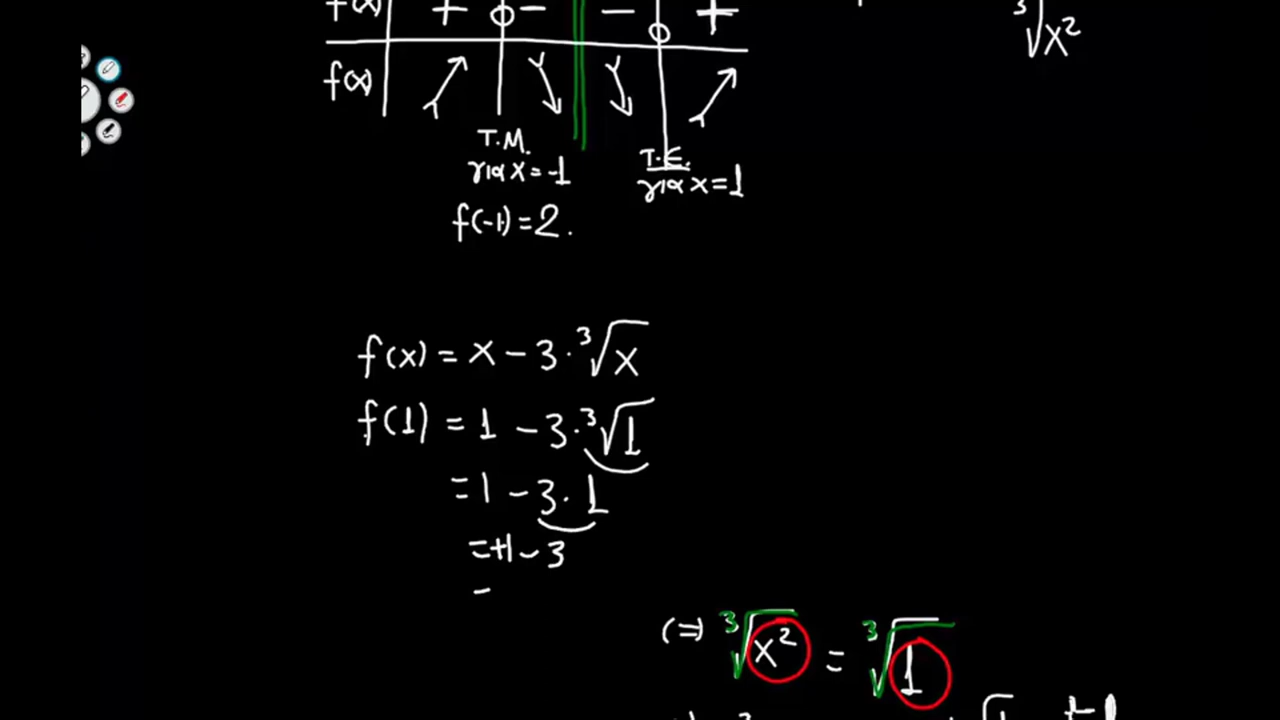 f'(x) + - - +
∛x²
f(x)
T.M. T.E.
για x = -1 για x = 1
f(-1) = 2.
f(x) = x - 3·∛x
f(1) = 1 - 3·∛1
= 1 - 3·1
= +1 - 3
=
(=) ∛x² = ∛1